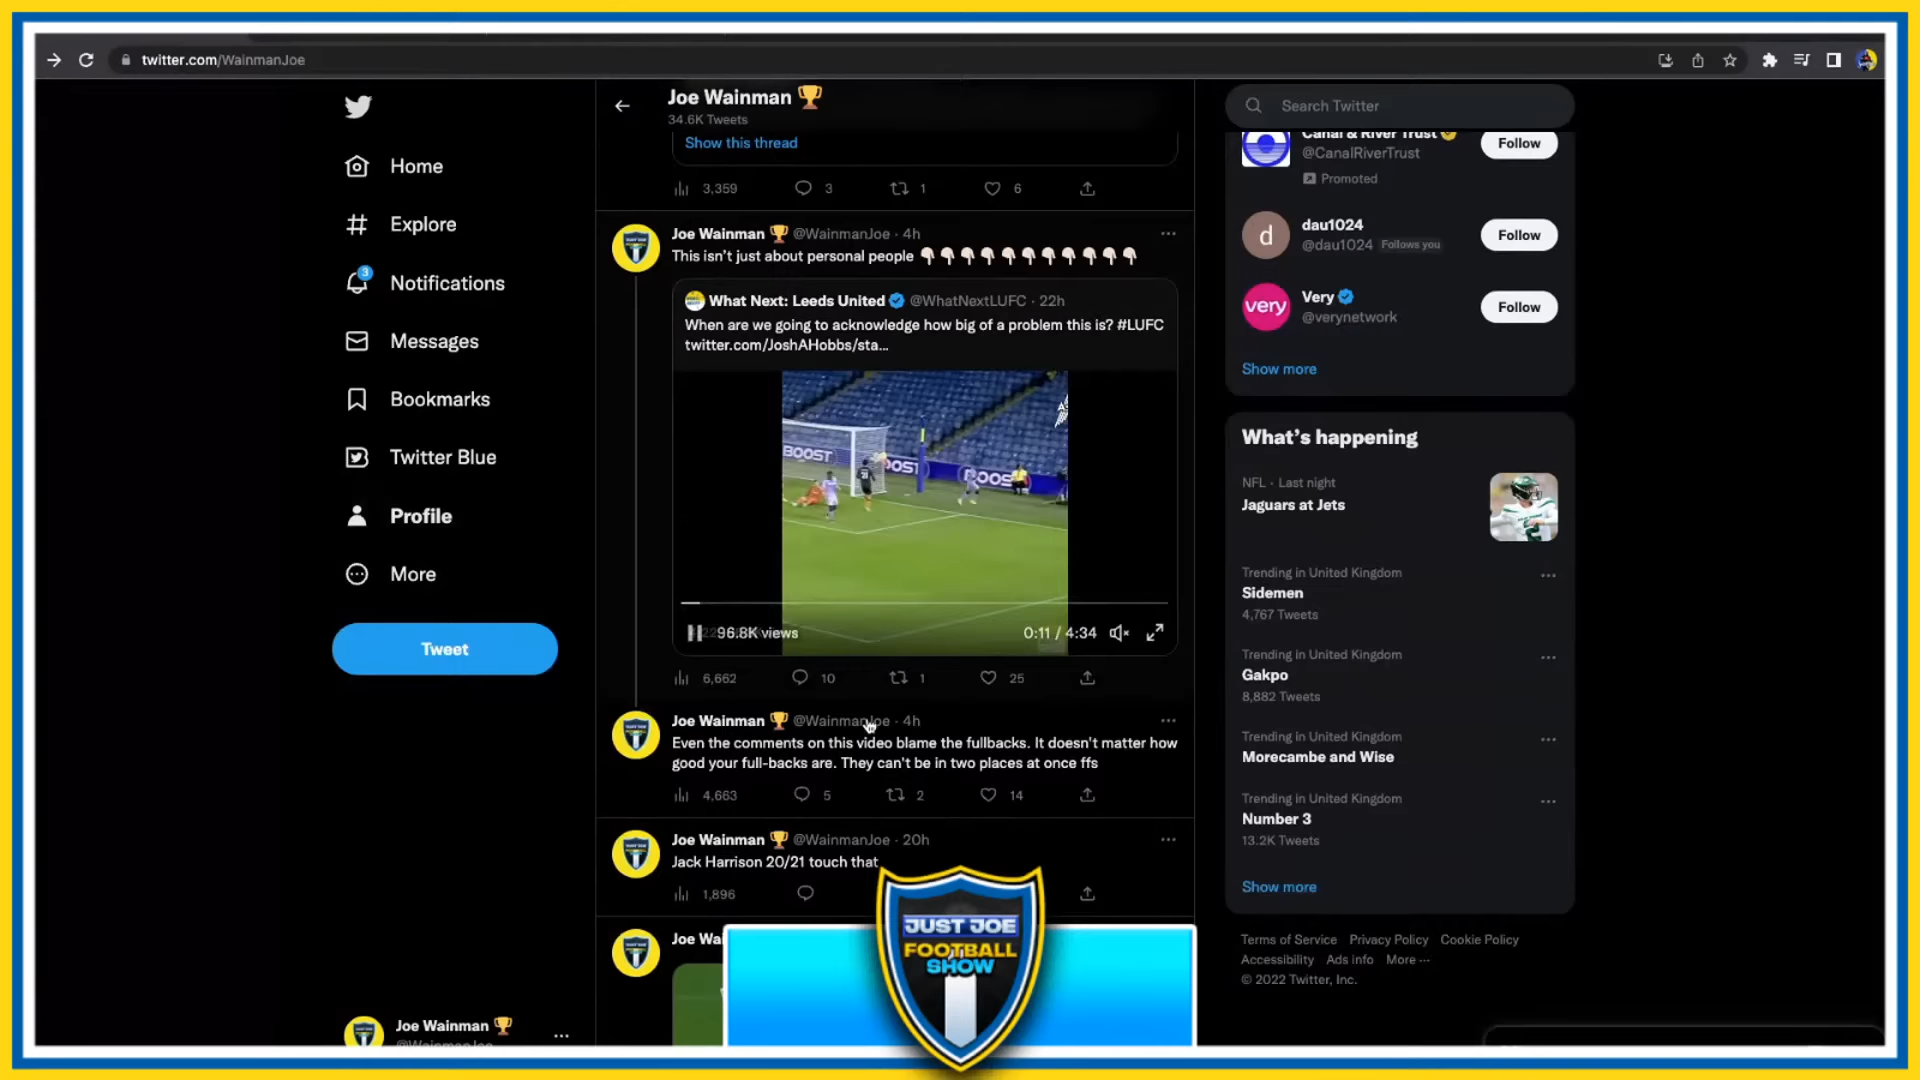 twitter.com/WainmanJoe
Joe Wainman
34.6K Tweets
Show this thread
3,359 3 1 6
Home
Explore
3
Notifications
Messages
Bookmarks
Twitter Blue
Profile
More
Tweet
Joe Wainman @WainmanJoe · 4h
This isn't just about personal people
What Next: Leeds United @WhatNextLUFC · 22h
When are we going to acknowledge how big of a problem this is? #LUFC
twitter.com/JoshAHobbs/sta...
BOOST
BOOST
BOOST
96.8K views
0:11 / 4:34
6,662 10 1 25
Joe Wainman @WainmanJoe · 4h
Even the comments on this video blame the fullbacks. It doesn't matter how
good your full-backs are. They can't be in two places at once ffs
4,663 5 2 14
Joe Wainman @WainmanJoe · 20h
Jack Harrison 20/21 touch that
1,896
Joe Wai
JUST JOE
FOOTBALL
SHOW
Joe Wainman
@WainmanJoe
Search Twitter
Canal & River Trust
@CanalRiverTrust
Promoted
Follow
d
dau1024
@dau1024 Follows you
Follow
very
Very
@verynetwork
Follow
Show more
What's happening
NFL · Last night
Jaguars at Jets
Trending in United Kingdom
Sidemen
4,767 Tweets
Trending in United Kingdom
Gakpo
8,882 Tweets
Trending in United Kingdom
Morecambe and Wise
Trending in United Kingdom
Number 3
13.2K Tweets
Show more
Terms of Service Privacy Policy Cookie Policy
Accessibility Ads info More ...
© 2022 Twitter, Inc.